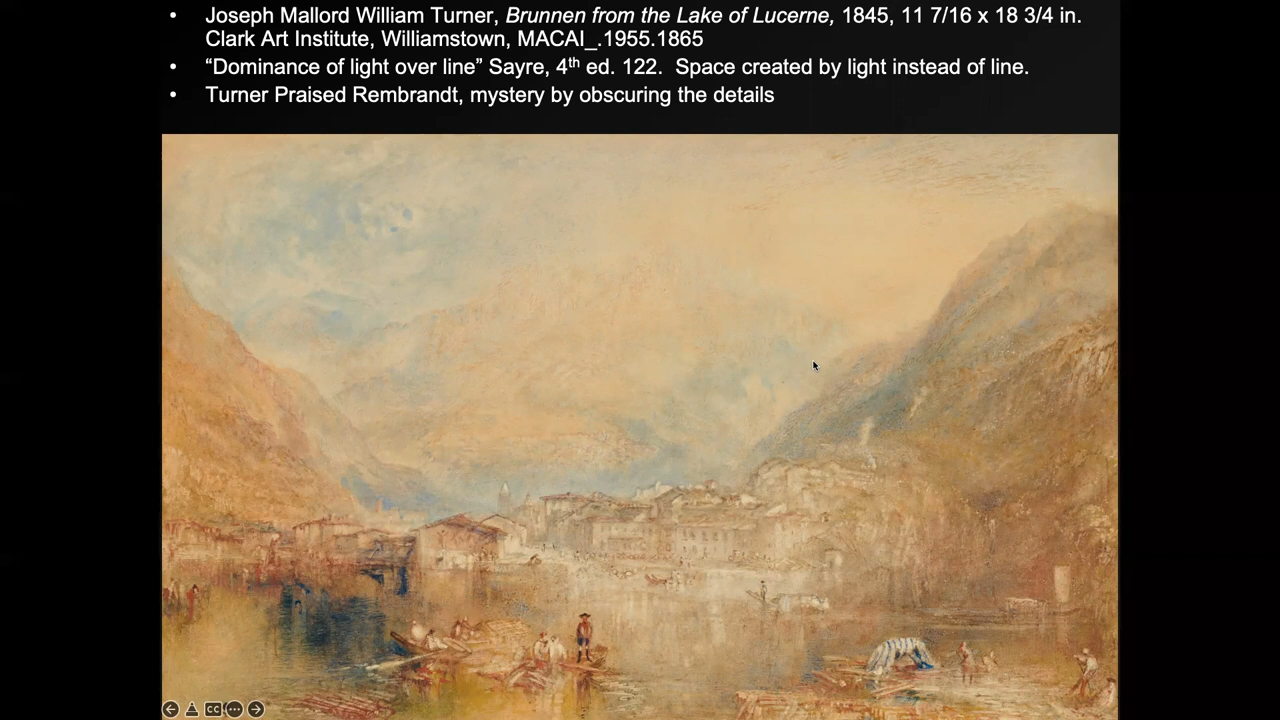 • Joseph Mallord William Turner, Brunnen from the Lake of Lucerne, 1845, 11 7/16 x 18 3/4 in.
Clark Art Institute, Williamstown, MACAI_.1955.1865
• “Dominance of light over line” Sayre, 4th ed. 122.  Space created by light instead of line.
• Turner Praised Rembrandt, mystery by obscuring the details
CC